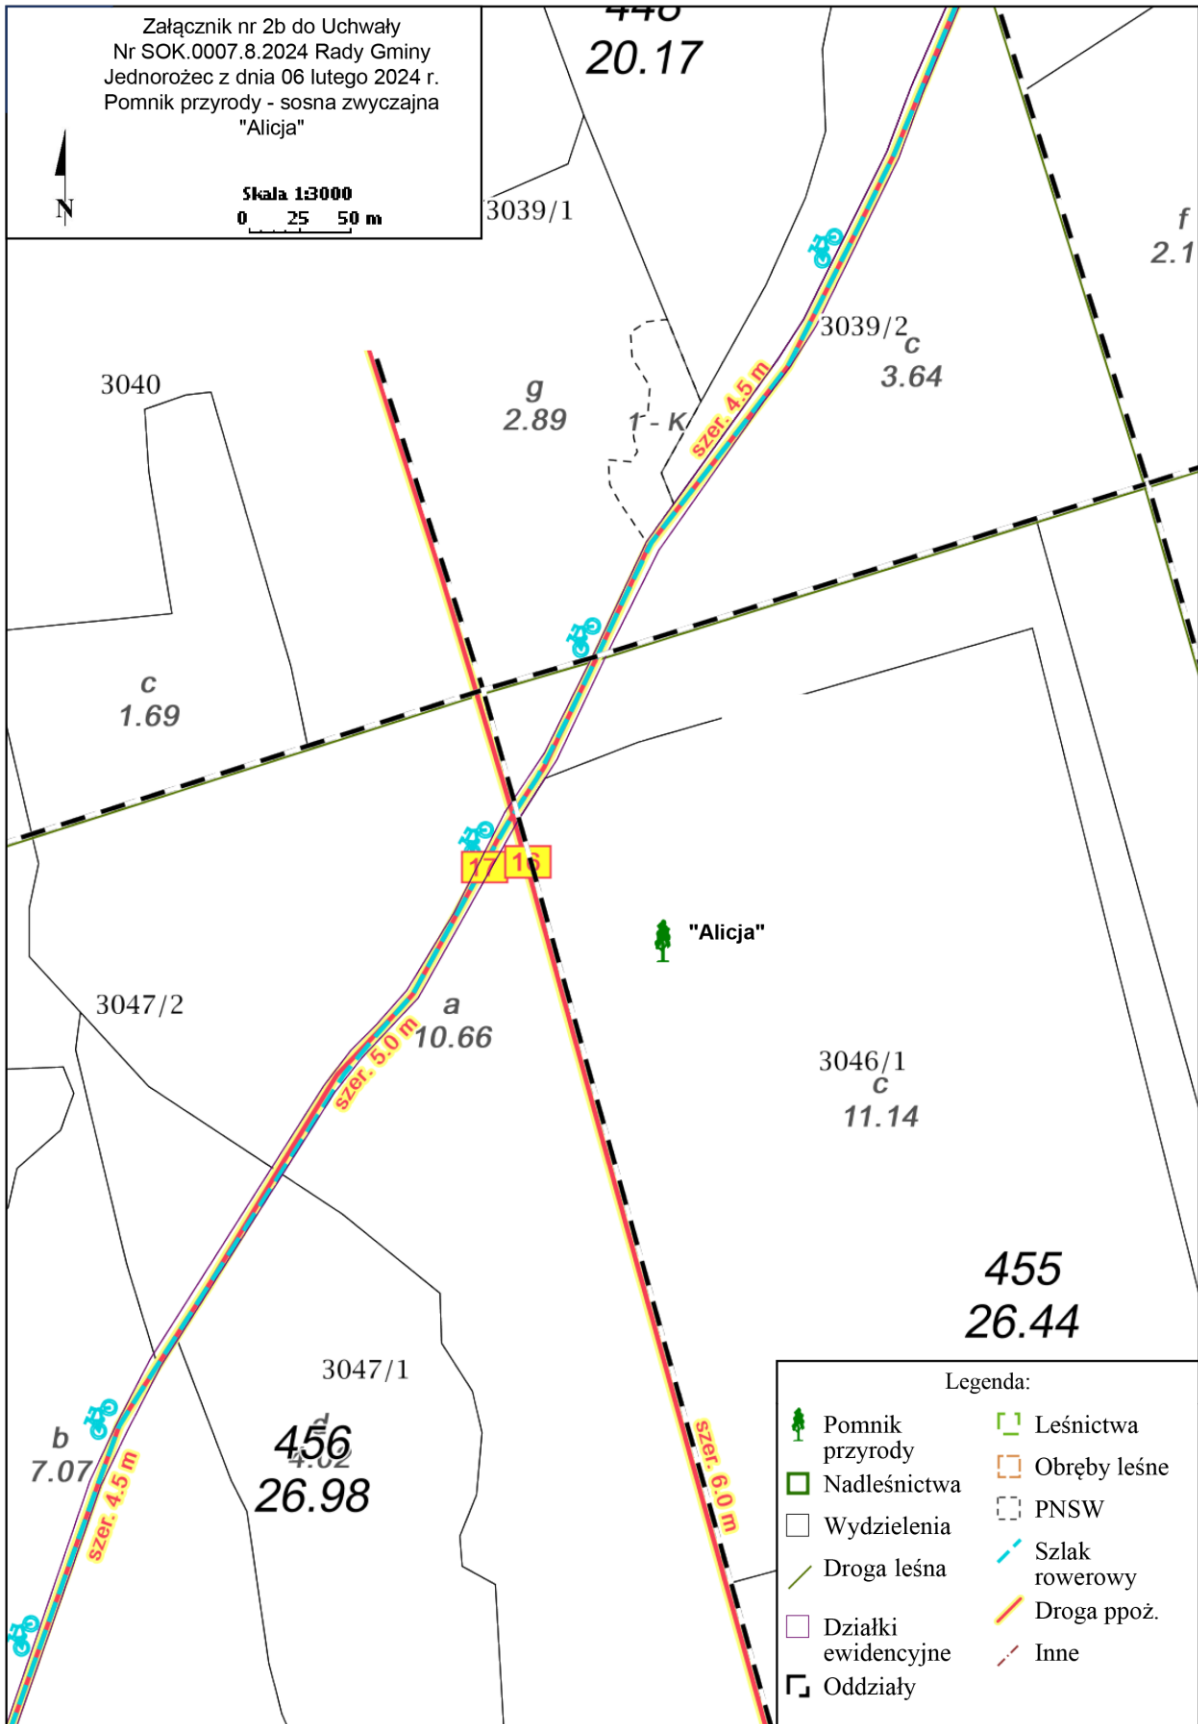 Załącznik nr 2b do Uchwały
Nr SOK.0007.8.2024 Rady Gminy
Jednorożec z dnia 06 lutego 2024 r.
Pomnik przyrody - sosna zwyczajna
"Alicja"
N
Skala 1:3000
0 25 50 m
20.17
3039/1
f
2.1
3039/2
c
3.64
3040
g
2.89
1 - K
szer. 4.5 m
c
1.69
17
16
"Alicja"
3047/2
a
10.66
szer. 5.0 m
3046/1
c
11.14
455
26.44
3047/1
d
4.02
456
26.98
b
7.07
szer. 4.5 m
szer. 6.0 m
Legenda:
Pomnik
przyrody
Nadleśnictwa
Wydzielenia
Droga leśna
Działki
ewidencyjne
Oddziały
Leśnictwa
Obręby leśne
PNSW
Szlak
rowerowy
Droga ppoż.
Inne